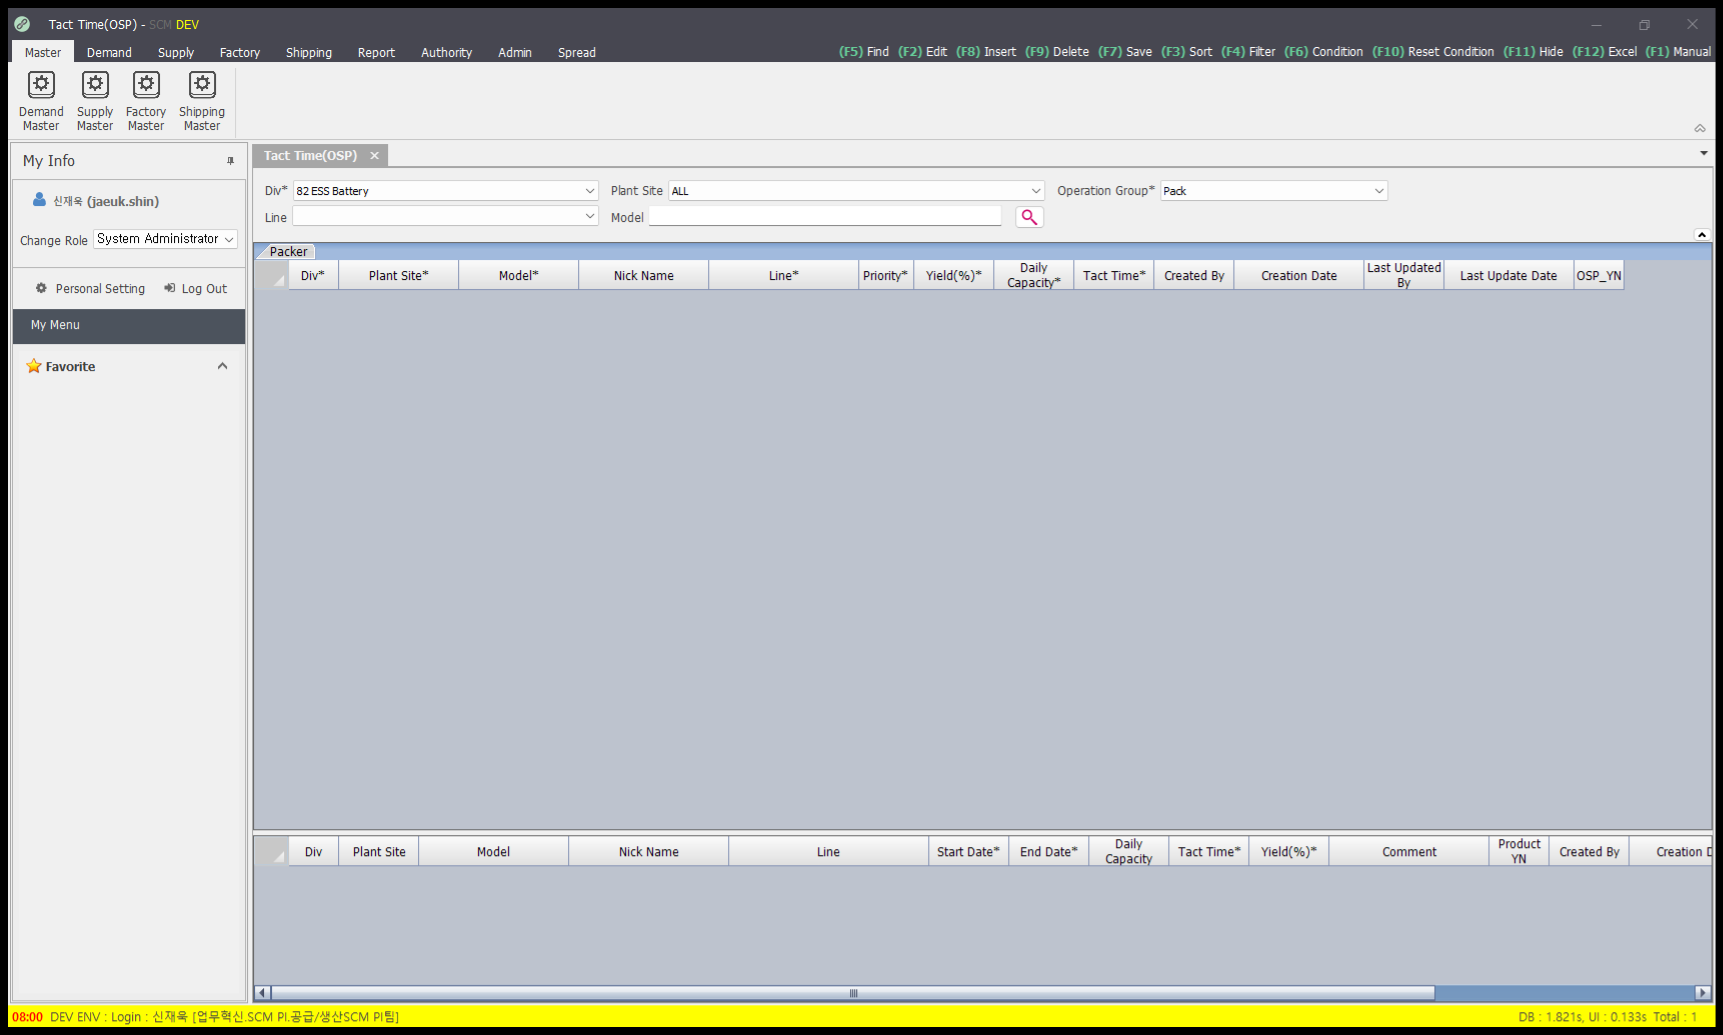 Tact Time(OSP) - SCM DEV
Master Demand Supply Factory Shipping Report Authority Admin Spread
(F5) Find (F2) Edit (F8) Insert (F9) Delete (F7) Save (F3) Sort (F4) Filter (F6) Condition (F10) Reset Condition (F11) Hide (F12) Excel (F1) Manual
Demand Master
Supply Master
Factory Master
Shipping Master
My Info
신재욱 (jaeuk.shin)
Change Role System Administrator
Personal Setting Log Out
My Menu
Favorite
Tact Time(OSP)
Div* 82 ESS Battery Plant Site ALL Operation Group* Pack
Line Model
Packer
Div* Plant Site* Model* Nick Name Line* Priority* Yield(%)* Daily Capacity* Tact Time* Created By Creation Date Last Updated By Last Update Date OSP_YN
Div Plant Site Model Nick Name Line Start Date* End Date* Daily Capacity Tact Time* Yield(%)* Comment Product YN Created By Creation D
08:00 DEV ENV : Login : 신재욱 [업무혁신.SCM PI.공급/생산SCM PI팀]
DB : 1.821s, UI : 0.133s Total : 1